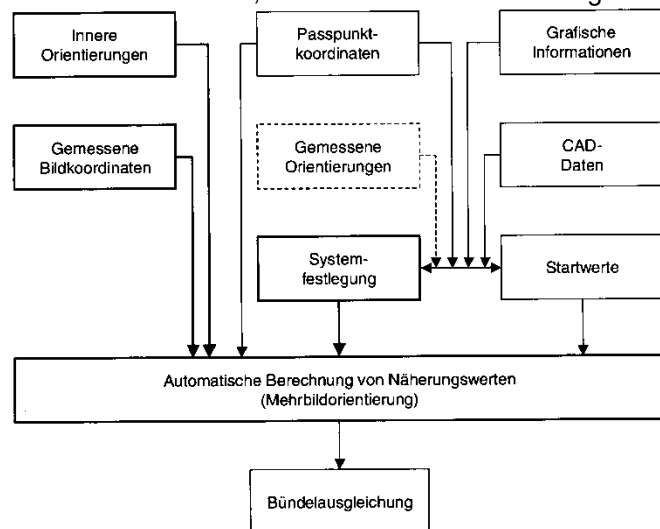 Innere
Orientierungen
Passpunkt-
koordinaten
Grafische
Informationen
Gemessene
Bildkoordinaten
Gemessene
Orientierungen
CAD-
Daten
System-
festlegung
Startwerte
Automatische Berechnung von Näherungswerten
(Mehrbildorientierung)
Bündelausgleichung